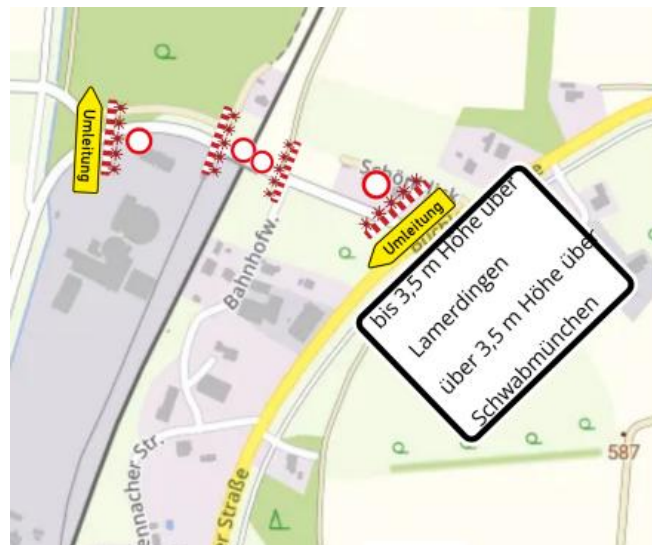 Umleitung
Umleitung
Bahnhofw.
bis 3,5 m Höhe über
Lamerdingen
über 3,5 m Höhe über
Schwabmünchen
ennacher Str.
er Straße
587